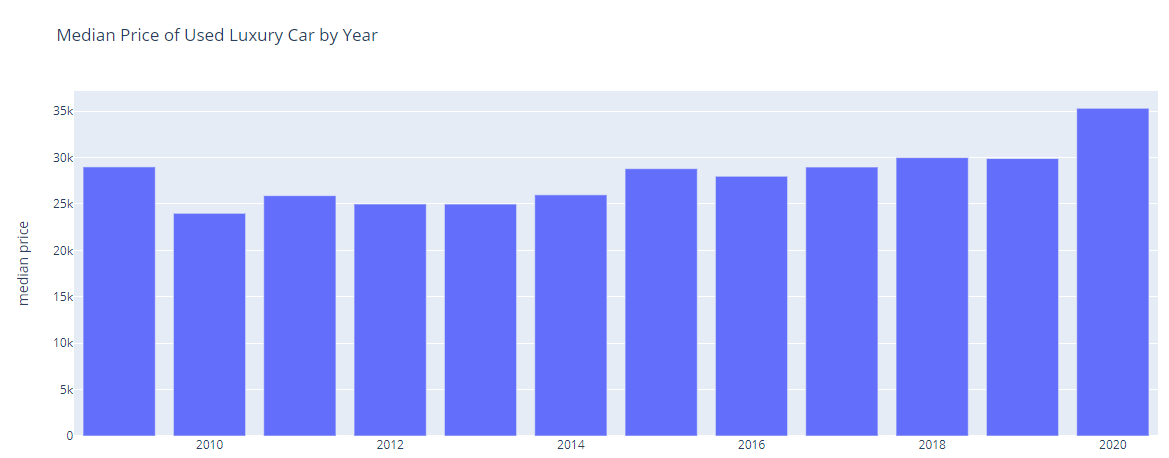 Median Price of Used Luxury Car by Year
35k
30k
25k
20k
15k
10k
5k
0
median price
2010 2012 2014 2016 2018 2020